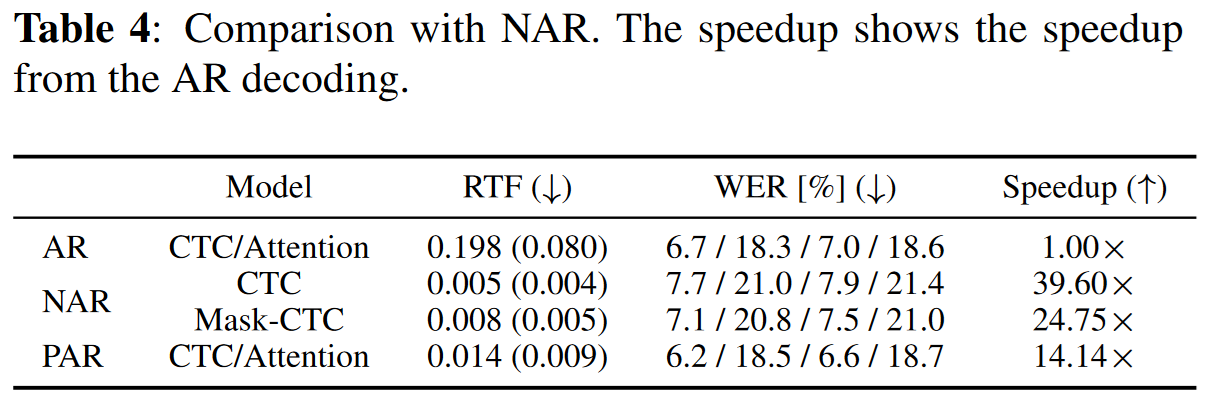 Table 4: Comparison with NAR. The speedup shows the speedup
from the AR decoding.
Model RTF (↓) WER [%] (↓) Speedup (↑)
AR CTC/Attention 0.198 (0.080) 6.7 / 18.3 / 7.0 / 18.6 1.00×
NAR CTC 0.005 (0.004) 7.7 / 21.0 / 7.9 / 21.4 39.60×
Mask-CTC 0.008 (0.005) 7.1 / 20.8 / 7.5 / 21.0 24.75×
PAR CTC/Attention 0.014 (0.009) 6.2 / 18.5 / 6.6 / 18.7 14.14×